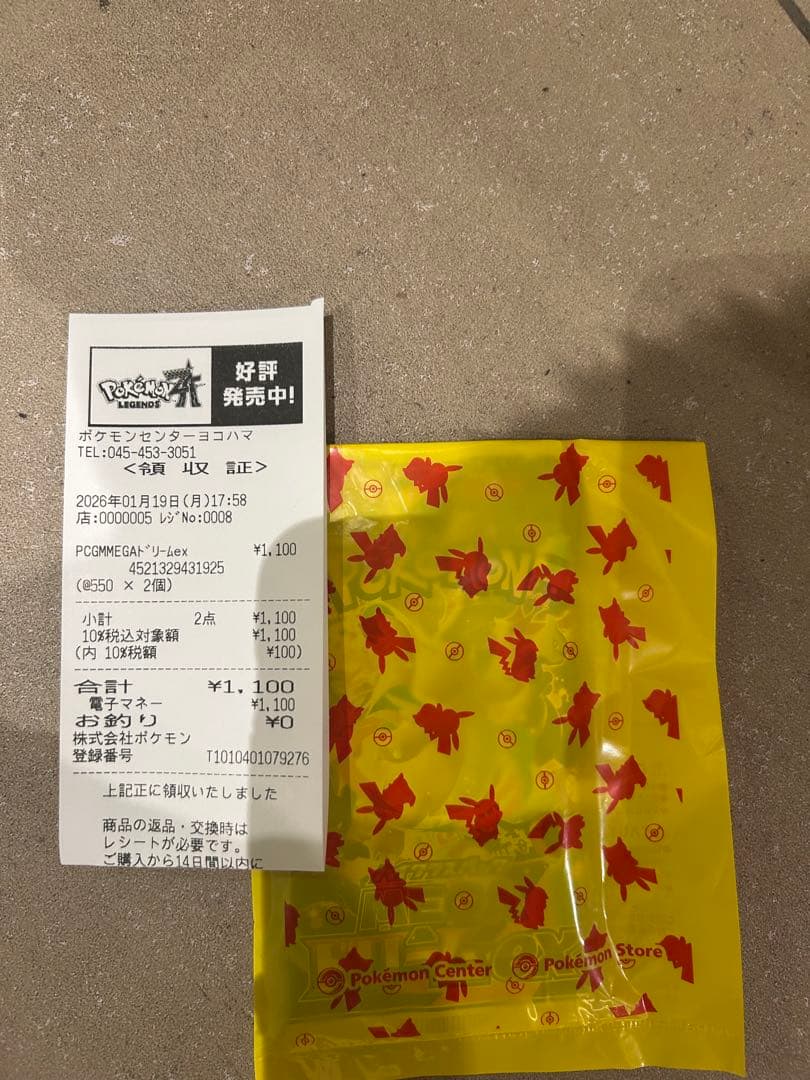 POKÉMON
LEGENDS
好評
発売中!
ポケモンセンターヨコハマ
TEL:045-453-3051
<領 収 証>
2026年01月19日(月)17:58
店:0000005 ﾚｼﾞNo:0008
PCGMMEGAﾄﾞﾘｰﾑex ¥1,100
4521329431925
(@550 × 2個)
小計 2点 ¥1,100
10%税込対象額 ¥1,100
(内 10%税額 ¥100)
合計 ¥1,100
電子マネー ¥1,100
お釣り ¥0
株式会社ポケモン
登録番号 T1010401079276
上記正に領収いたしました
商品の返品・交換時は
レシートが必要です。
ご購入から14日間以内に
Pokémon Center Pokémon Store